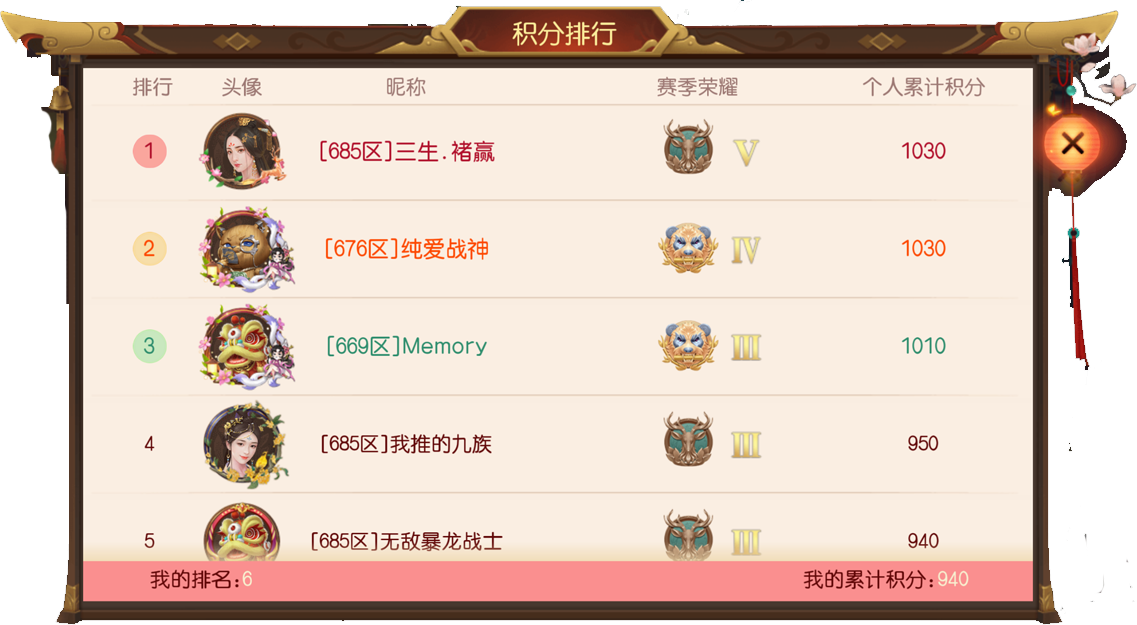 积分排行
排行 头像 昵称 赛季荣耀 个人累计积分
1 [685区]三生.褚赢 V 1030
2 [676区]纯爱战神 IV 1030
3 [669区]Memory III 1010
4 [685区]我推的九族 III 950
5 [685区]无敌暴龙战士 III 940
我的排名:6 我的累计积分:940